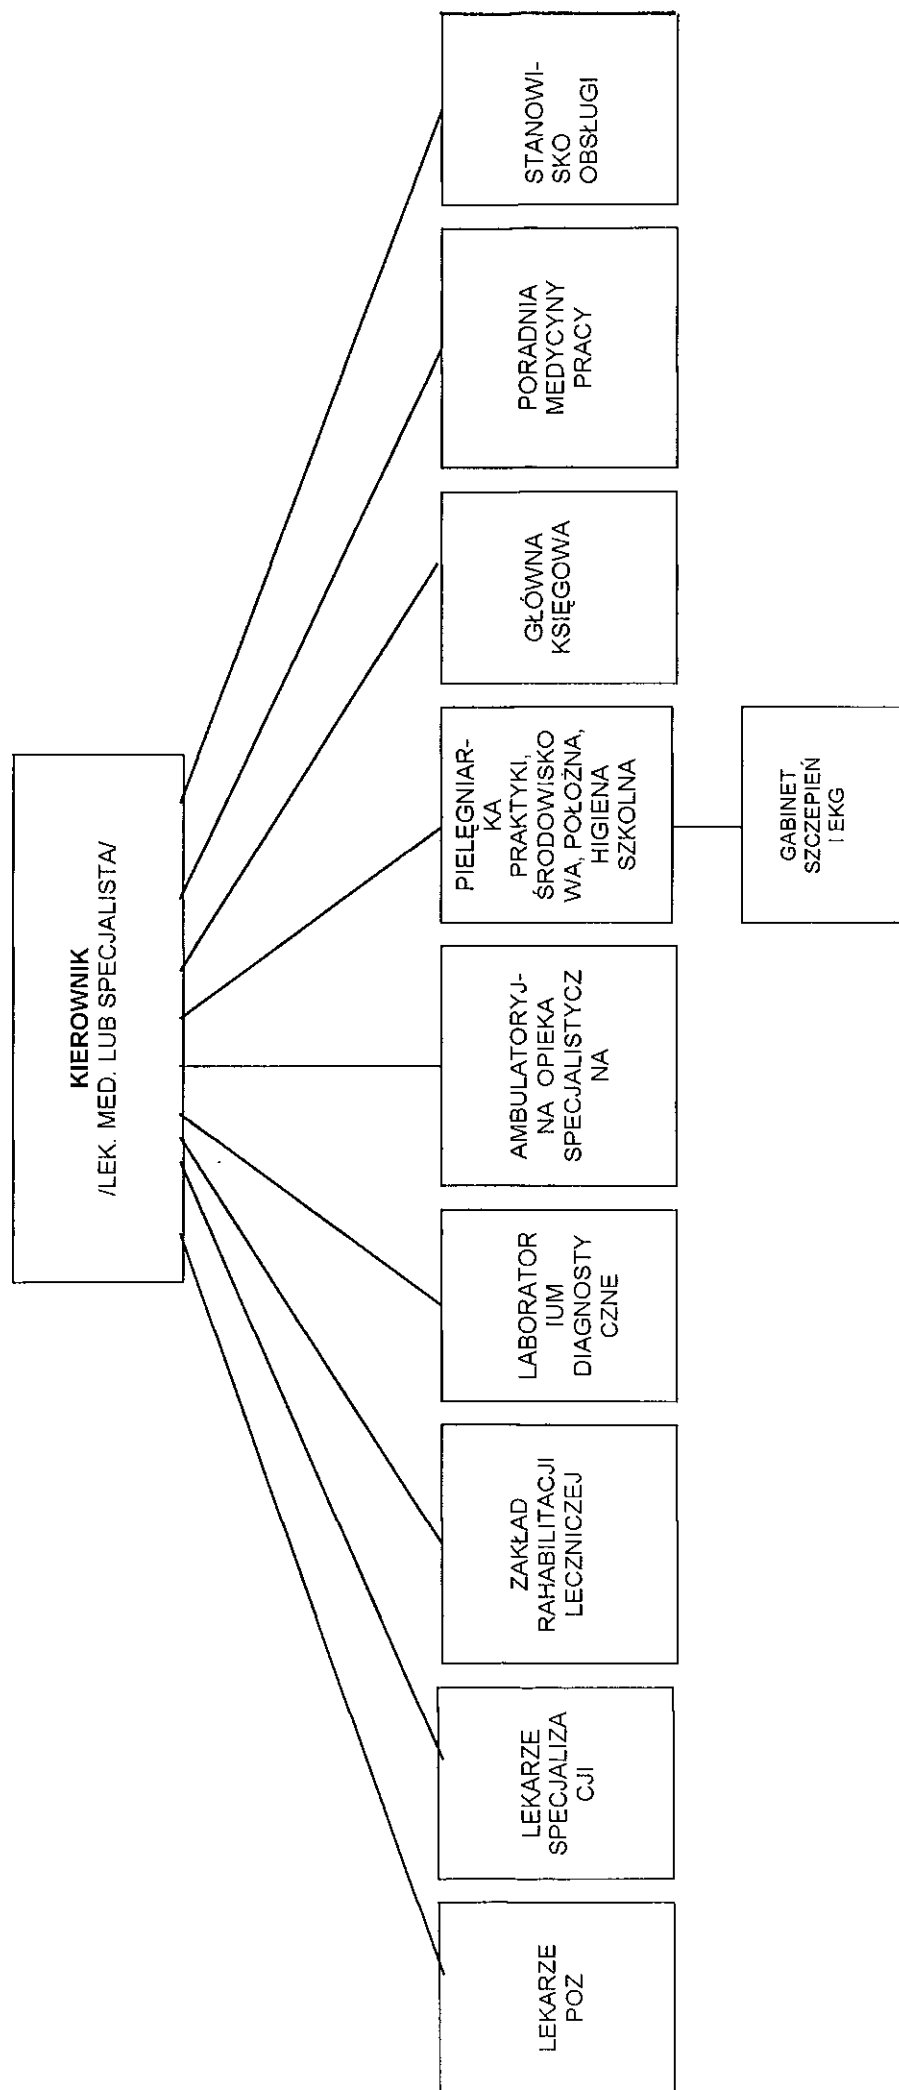 KIEROWNIK
/LEK. MED. LUB SPECJALISTA/
LEKARZE
POZ
LEKARZE
SPECJALIZA
CJI
ZAKŁAD
RAHABILITACJI
LECZNICZEJ
LABORATOR
IUM
DIAGNOSTY
CZNE
AMBULATORYJ-
NA OPIEKA
SPECJALISTYCZ
NA
PIELĘGNIAR-
KA
PRAKTYKI,
ŚRODOWISKO
WA, POŁOŻNA,
HIGIENA
SZKOLNA
GŁÓWNA
KSIĘGOWA
PORADNIA
MEDYCYNY
PRACY
STANOWI-
SKO
OBSŁUGI
GABINET
SZCZEPIEŃ
I EKG